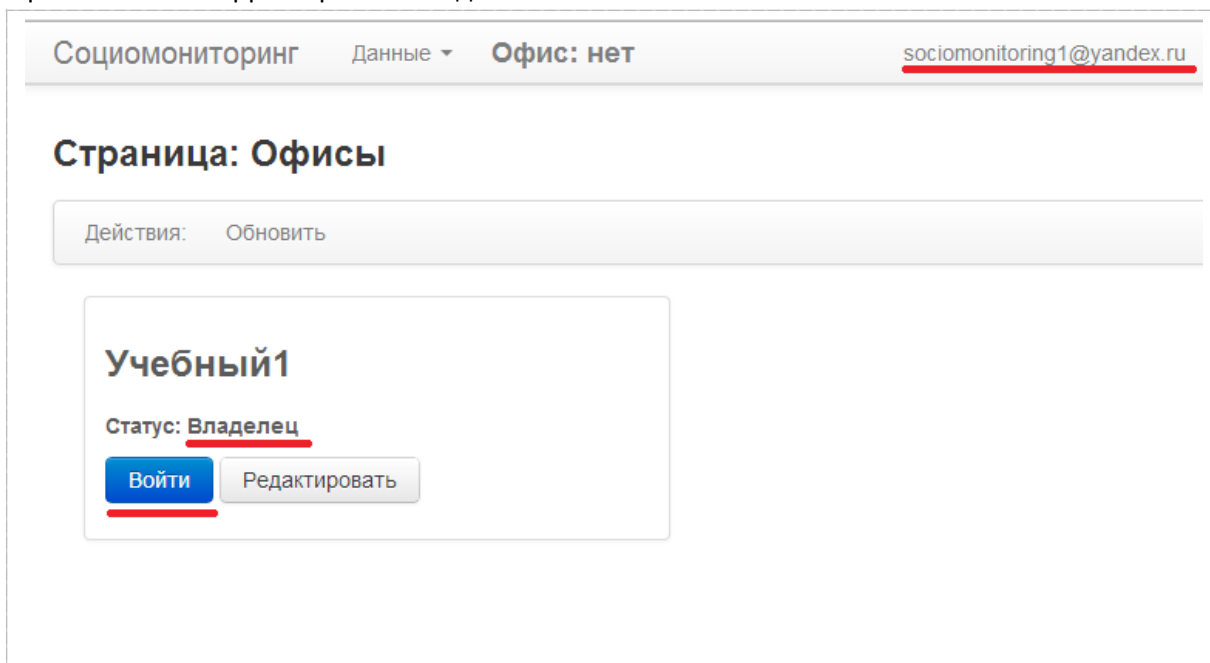 Социомониторинг Данные Офис: нет sociomonitoring1@yandex.ru
Страница: Офисы
Действия: Обновить
Учебный1
Статус: Владелец
Войти Редактировать